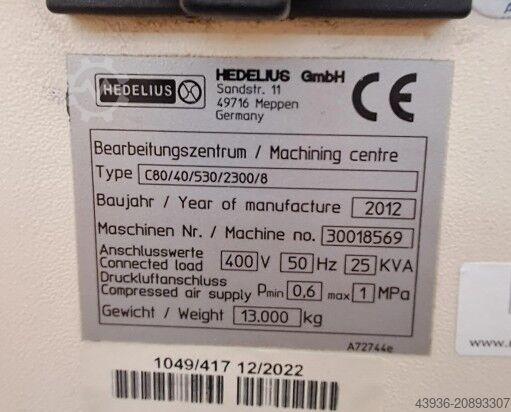 HEDELIUS
HEDELIUS GmbH
Sandstr. 11
49716 Meppen
Germany
CE
Bearbeitungszentrum / Machining centre
Type C80/40/530/2300/8
Baujahr / Year of manufacture 2012
Maschinen Nr. / Machine no. 30018569
Anschlusswerte
Connected load 400 V 50 Hz 25 KVA
Druckluftanschluss
Compressed air supply Pmin 0,6 max 1 MPa
Gewicht / Weight 13.000 kg
A72744e
1049/417 12/2022
43936-20893307